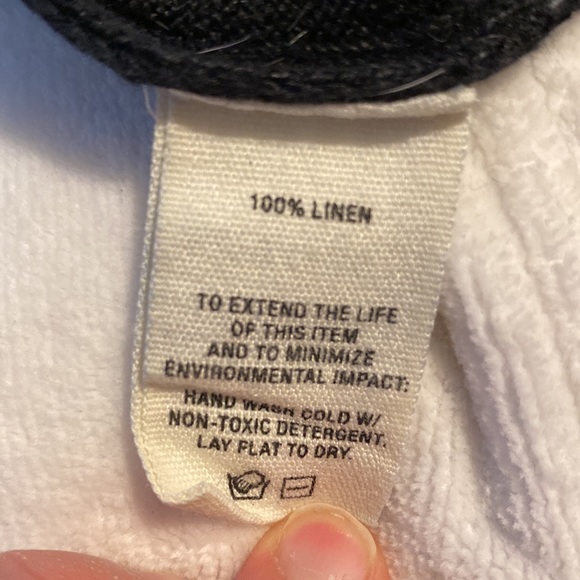 100% LINEN
TO EXTEND THE LIFE
OF THIS ITEM
AND TO MINIMIZE
ENVIRONMENTAL IMPACT:
HAND WASH COLD W/
NON-TOXIC DETERGENT.
LAY FLAT TO DRY.